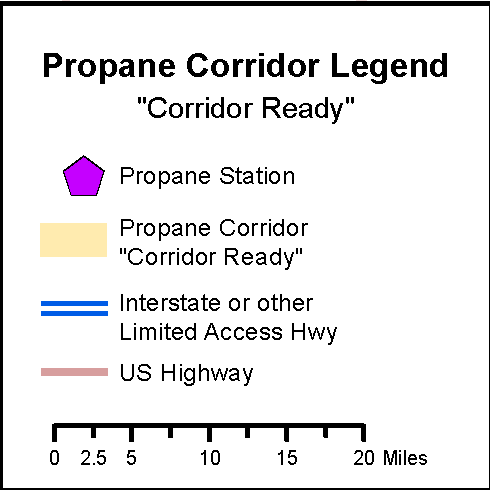 Propane Corridor Legend
"Corridor Ready"
Propane Station
Propane Corridor
"Corridor Ready"
Interstate or other
Limited Access Hwy
US Highway
0 2.5 5 10 15 20 Miles